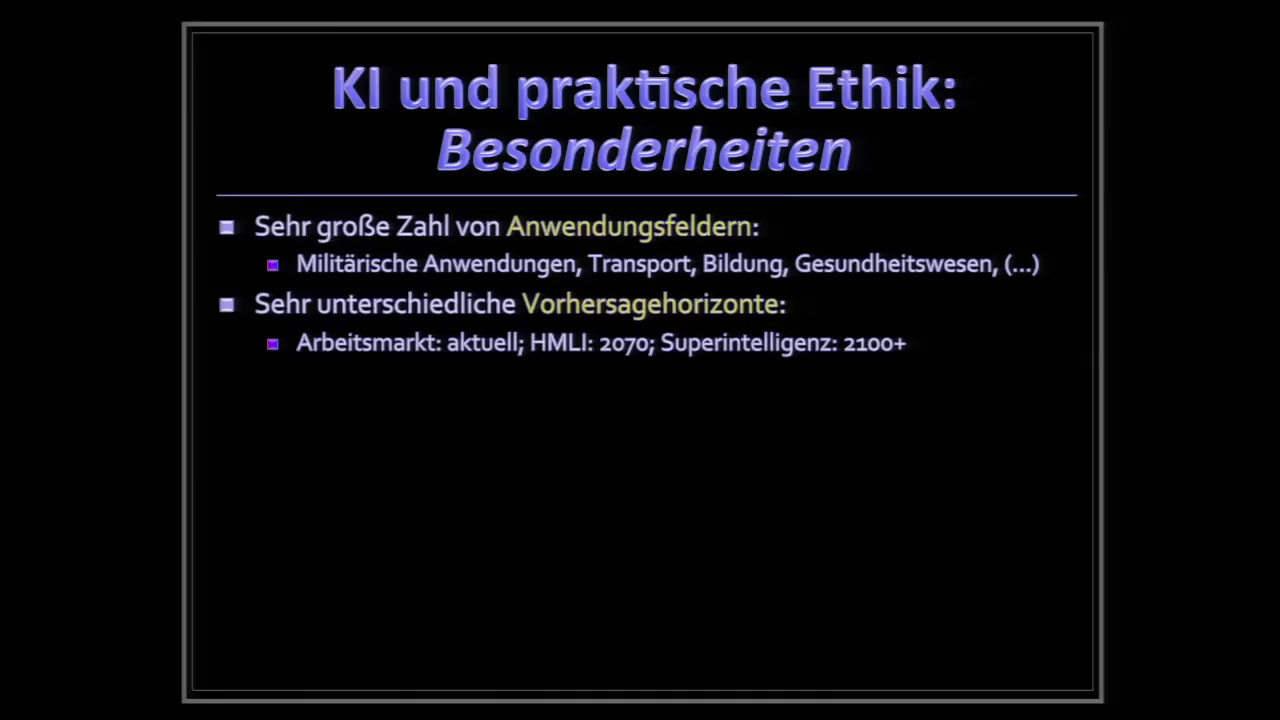 KI und praktische Ethik:
Besonderheiten
Sehr große Zahl von Anwendungsfeldern:
Militärische Anwendungen, Transport, Bildung, Gesundheitswesen, (...)
Sehr unterschiedliche Vorhersagehorizonte:
Arbeitsmarkt: aktuell; HMLI: 2070; Superintelligenz: 2100+